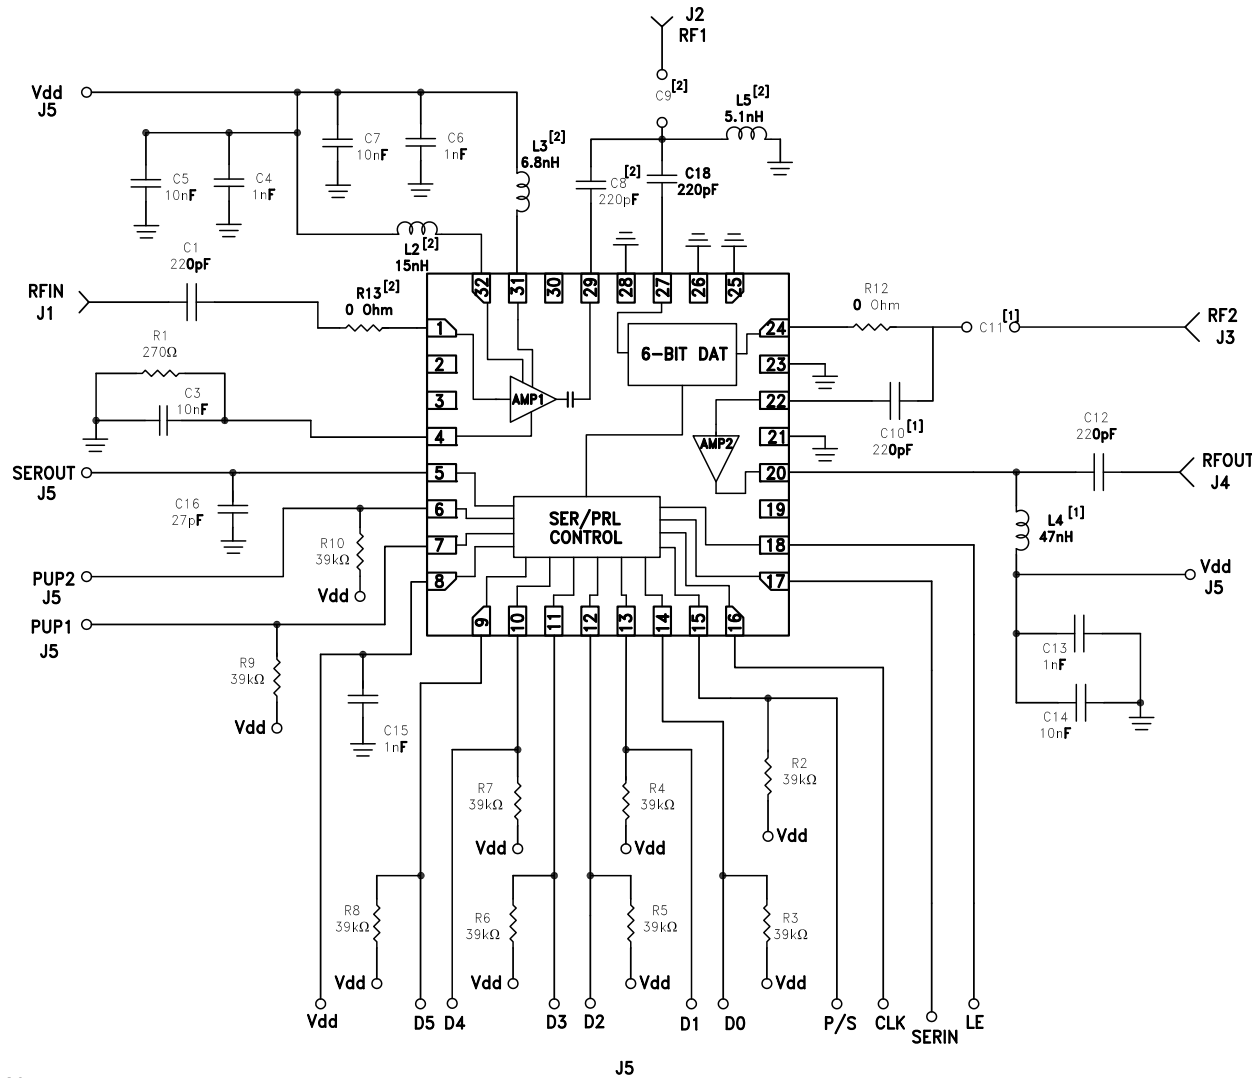 J2
RF1
Vdd
J5
C9[2]
L5[2]
5.1nH
C7
10nF
C6
1nF
L3[2]
6.8nH
C5
10nF
C4
1nF
C8[2]
220pF
C18
220pF
L2[2]
15nH
C1
220pF
RFIN
J1
R13[2]
0 Ohm
32
31
30
29
28
27
26
25
R12
0 Ohm
C11[1]
RF2
J3
R1
270Ω
C3
10nF
1
2
3
4
5
6
7
8
AMP1
6-BIT DAT
AMP2
24
23
22
21
20
19
18
17
C10[1]
220pF
C12
220pF
RFOUT
J4
SEROUT
J5
C16
27pF
R10
39kΩ
Vdd
PUP2
J5
PUP1
J5
SER/PRL
CONTROL
L4[1]
47nH
Vdd
J5
9
10
11
12
13
14
15
16
R9
39kΩ
Vdd
C15
1nF
C13
1nF
C14
10nF
R7
39kΩ
Vdd
R4
39kΩ
Vdd
R2
39kΩ
Vdd
R8
39kΩ
Vdd
R6
39kΩ
Vdd
R5
39kΩ
Vdd
R3
39kΩ
Vdd
Vdd
D5
D4
D3
D2
D1
D0
P/S
CLK
SERIN
LE
J5